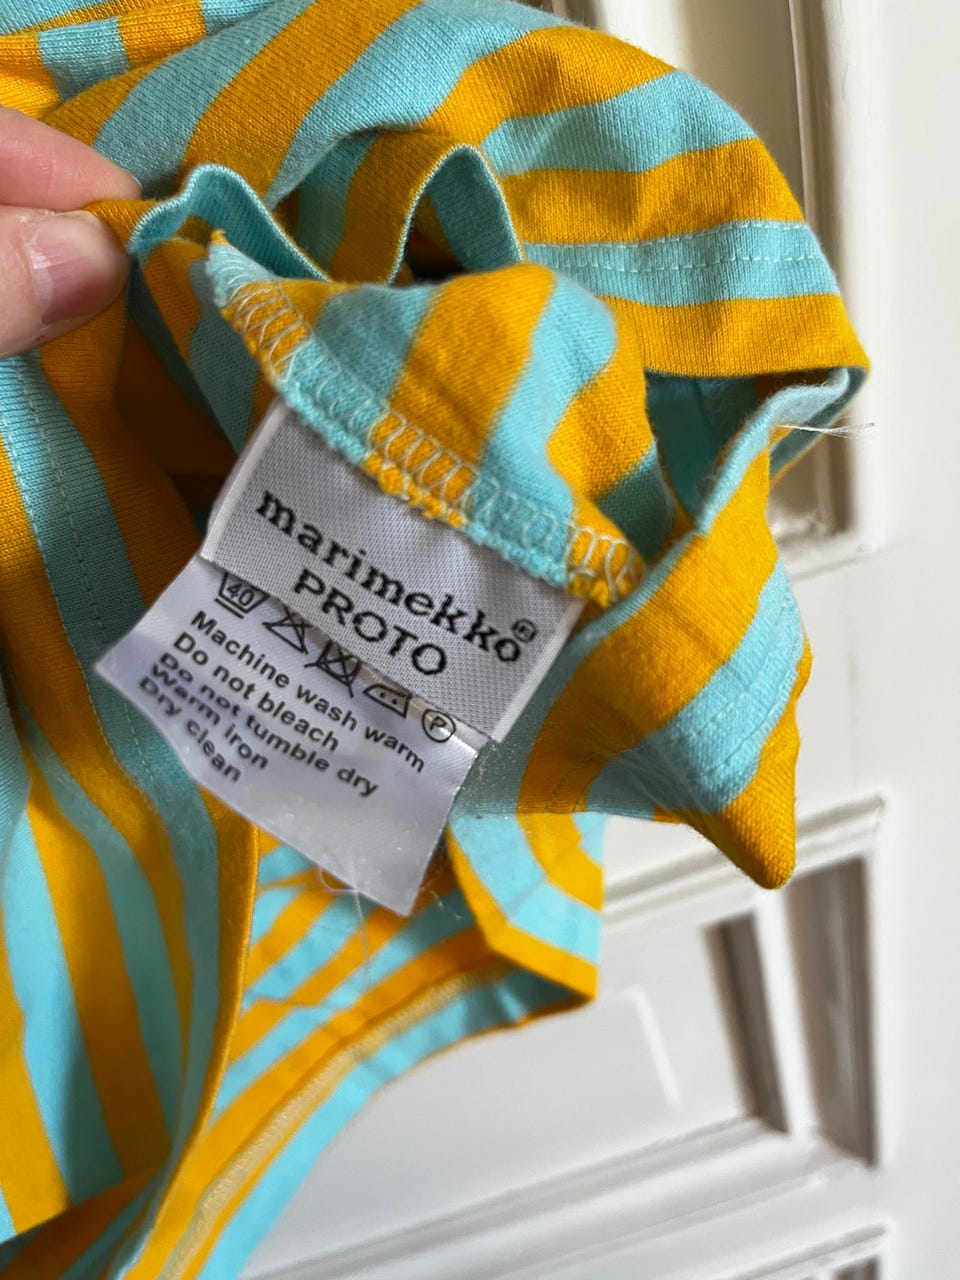 marimekko®
PROTO
40 P
Machine wash warm
Do not bleach
Do not tumble dry
Warm iron
Dry clean